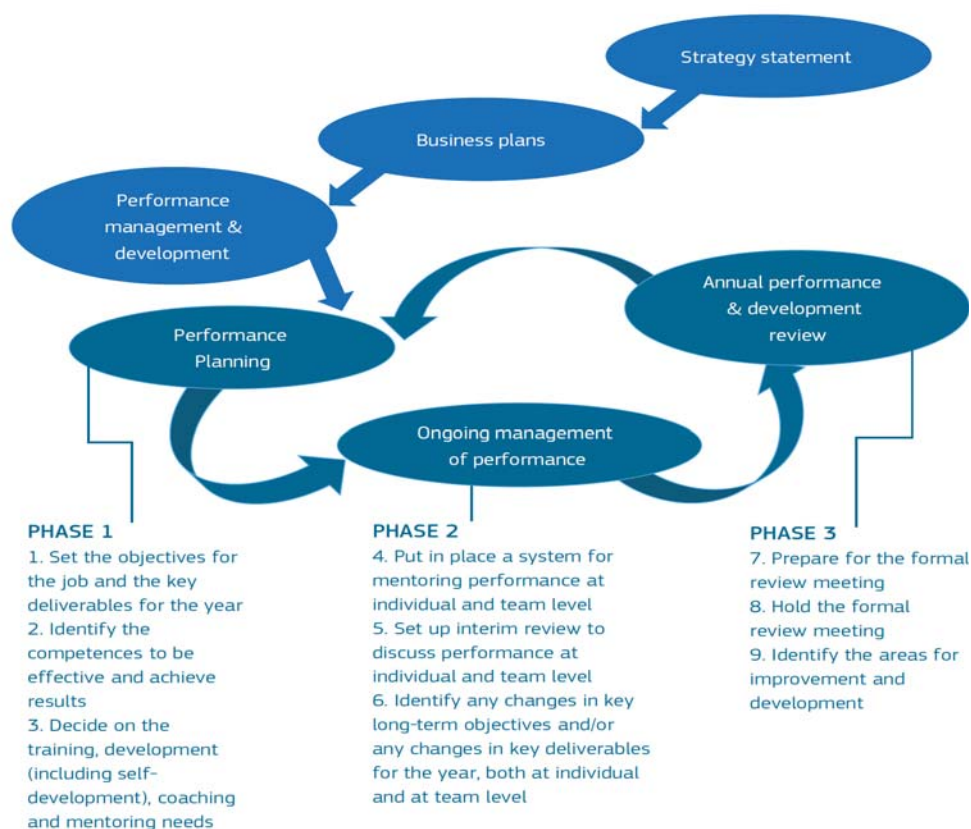 Strategy statement
Business plans
Performance
management &
development
Annual performance
& development
review
Performance
Planning
Ongoing management
of performance
PHASE 1
1. Set the objectives for
the job and the key
deliverables for the year
2. Identify the
competences to be
effective and achieve
results
3. Decide on the
training, development
(including self-
development), coaching
and mentoring needs
PHASE 2
4. Put in place a system for
mentoring performance at
individual and team level
5. Set up interim review to
discuss performance at
individual and team level
6. Identify any changes in key
long-term objectives and/or
any changes in key deliverables
for the year, both at individual
and at team level
PHASE 3
7. Prepare for the formal
review meeting
8. Hold the formal
review meeting
9. Identify the areas for
improvement and
development